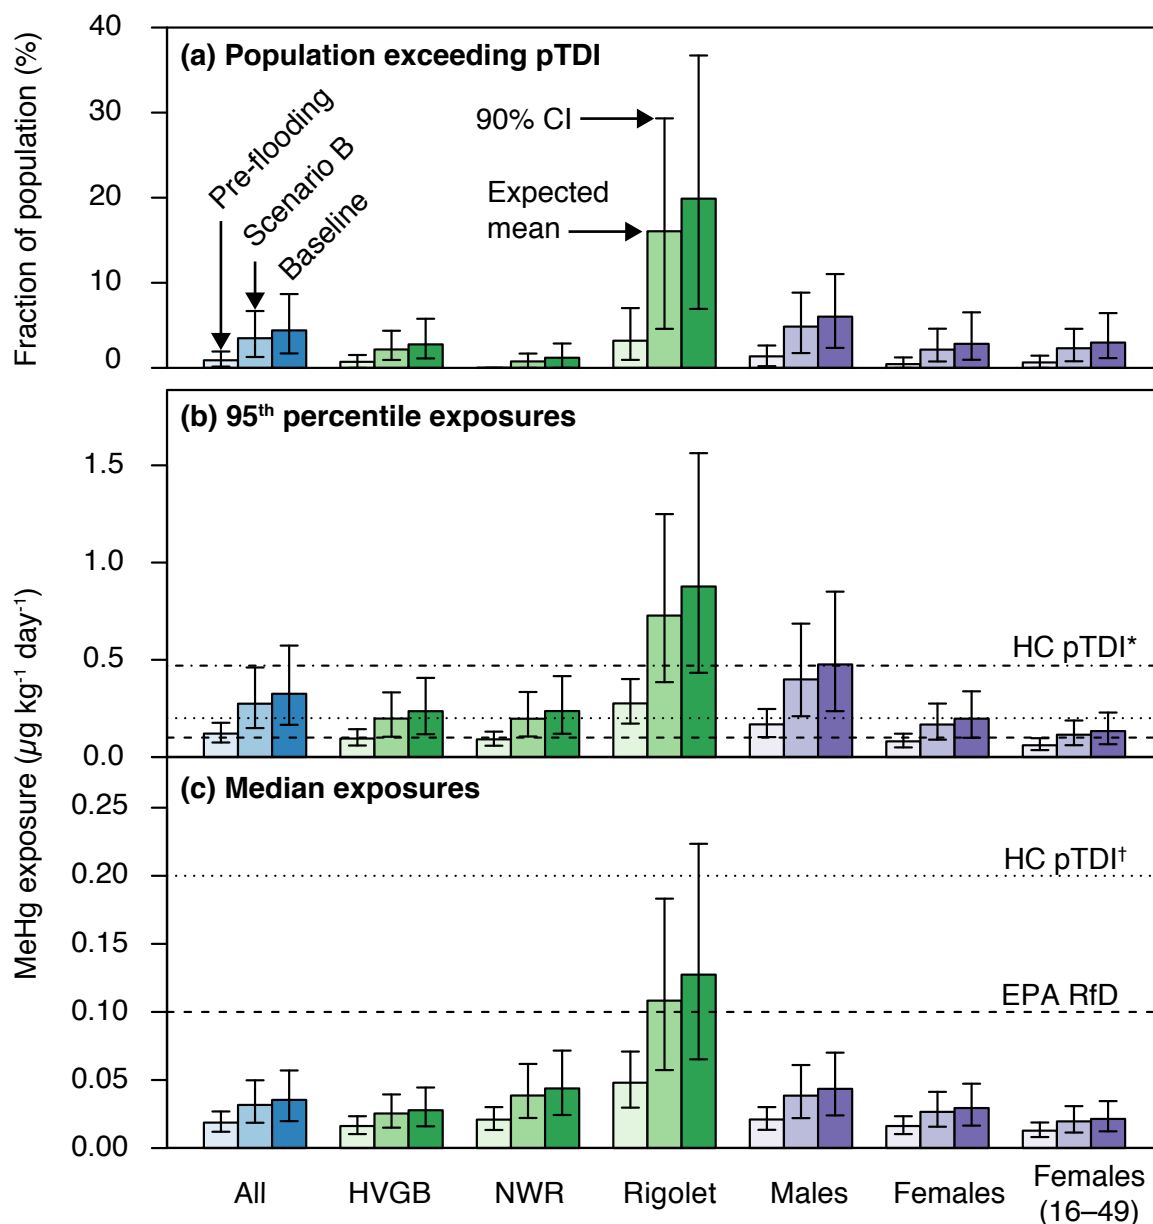 (a) Population exceeding pTDI
Fraction of population (%)
40
30
20
10
0
Pre-flooding
Scenario B
Baseline
90% CI
Expected
mean
(b) 95th percentile exposures
MeHg exposure (µg kg-1 day-1)
1.5
1.0
0.5
0.0
HC pTDI*
(c) Median exposures
0.25
0.20
0.15
0.10
0.05
0.00
HC pTDI†
EPA RfD
All
HVGB
NWR
Rigolet
Males
Females
Females
(16–49)